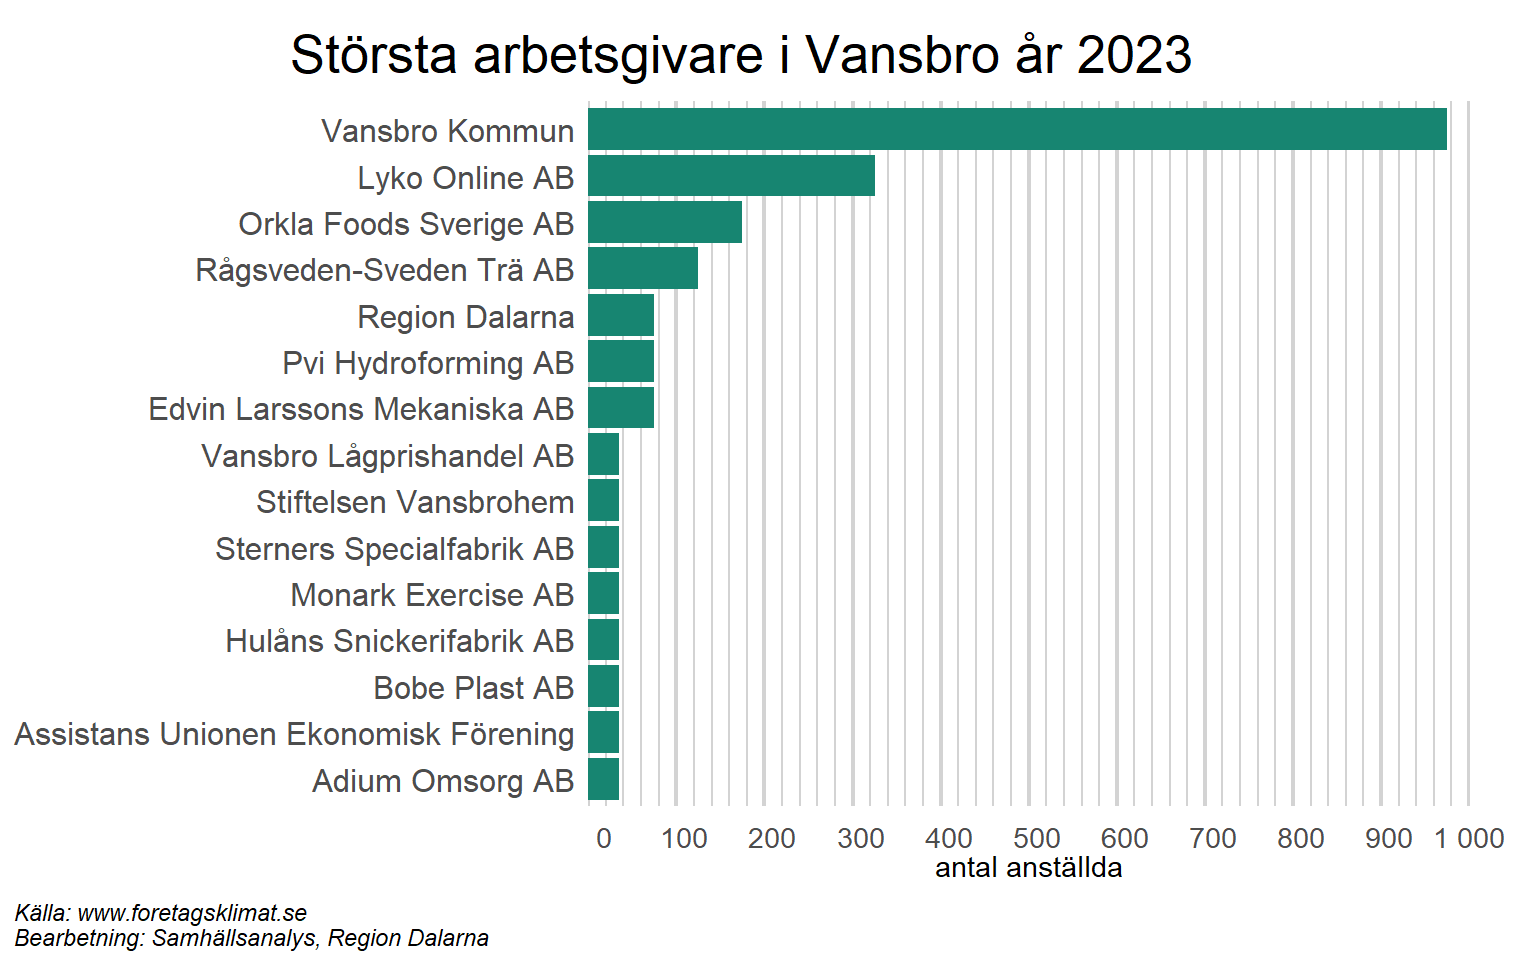 Största arbetsgivare i Vansbro år 2023
Vansbro Kommun
Lyko Online AB
Orkla Foods Sverige AB
Rågsveden-Sveden Trä AB
Region Dalarna
Pvi Hydroforming AB
Edvin Larssons Mekaniska AB
Vansbro Lågprishandel AB
Stiftelsen Vansbrohem
Sterners Specialfabrik AB
Monark Exercise AB
Hulåns Snickerifabrik AB
Bobe Plast AB
Assistans Unionen Ekonomisk Förening
Adium Omsorg AB
0 100 200 300 400 500 600 700 800 900 1 000
antal anställda
Källa: www.foretagsklimat.se
Bearbetning: Samhällsanalys, Region Dalarna